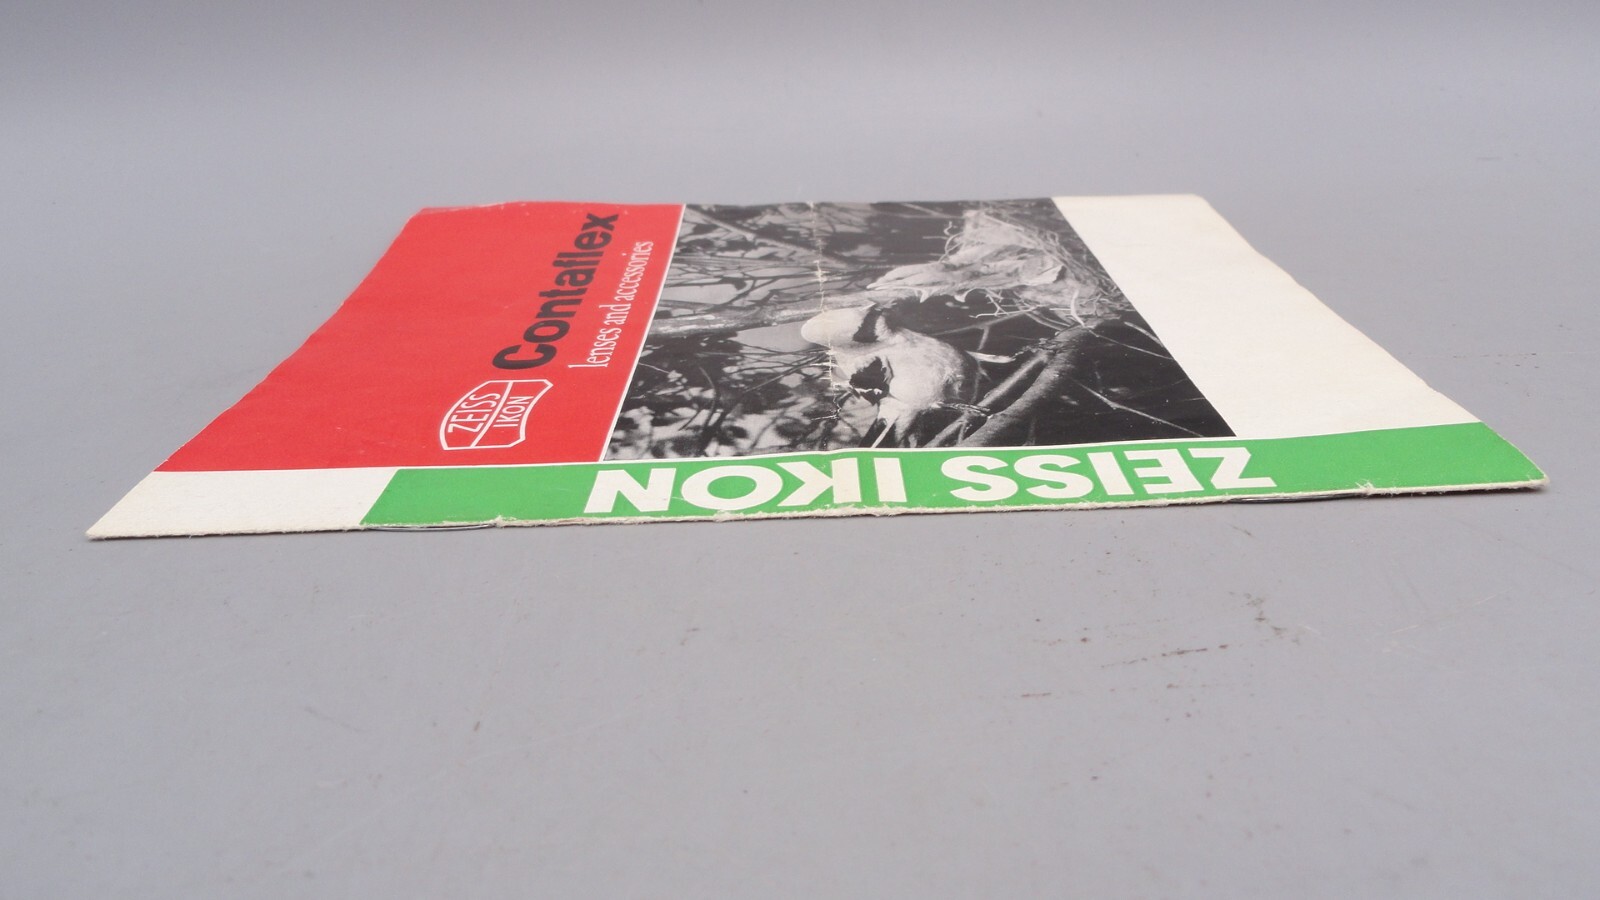 ZEISS
IKON
Contaflex
lenses and accessories
ZEISS IKON